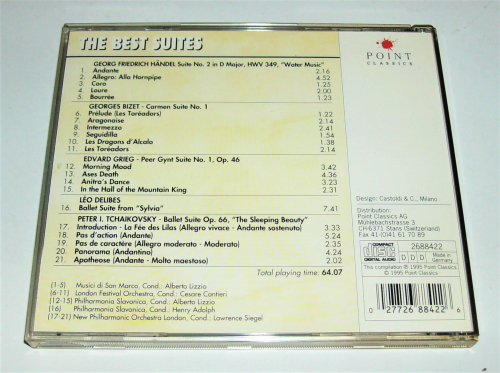 THE BEST SUITES
GEORG FRIEDRICH HÄNDEL Suite No. 2 in D Major, HWV 349, "Water Music"
1. Andante 2.16
2. Allegro: Alla Hornpipe 4.52
3. Coro 1.25
4. Loure 2.00
5. Bourrée 1.23
GEORGES BIZET - Carmen Suite No. 1
6. Prélude (Les Toréadors) 1.22
7. Aragonaise 2.14
8. Intermezzo 2.41
9. Seguidilla 1.54
10. Les Dragons d'Alcalo 1.38
11. Les Toréadors 2.14
EDVARD GRIEG - Peer Gynt Suite No. 1, Op. 46
12. Morning Mood 3.42
13. Ases Death 4.36
14. Anitra's Dance 3.23
15. In the Hall of the Mountain King 2.31
LÉO DELIBES
16. Ballet Suite from "Sylvia" 7.41
PETER I. TCHAIKOVSKY - Ballet Suite Op. 66, "The Sleeping Beauty"
17. Introduction - La Fée des Lilas (Allegro vivace - Andante sostenuto) 3.33
18. Pas d'action (Andante) 5.24
19. Pas de caractère (Allegro moderato - Moderato) 2.35
20. Panorama (Andantino) 4.24
21. Apotheose (Andante - Molto maestoso) 2.02
Total playing time: 64.07
(1-5) Musici di San Marco, Cond.: Alberto Lizzio
(6-11) London Festival Orchestra, Cond.: Cesare Cantieri
(12-15) Philharmonia Slavonica, Cond.: Alberto Lizzio
(16) Philharmonia Slavonica, Cond.: Henry Adolph
(17-21) New Philharmonic Orchestra London, Cond.: Lawrence Siegel
POINT
CLASSICS
Design: Castoldi & C., Milano
Distribution:
Point Classics AG
Mühlebachstrasse 3
CH-6371 Stans (Switzerland)
Fax 41-(0)41 61 70 89
COMPACT
disc
DIGITAL AUDIO
2688422
DDD
Made in
Germany
℗ This compilation 1995 Point Classics
© 1995 Point Classics
0 27726 88422 6